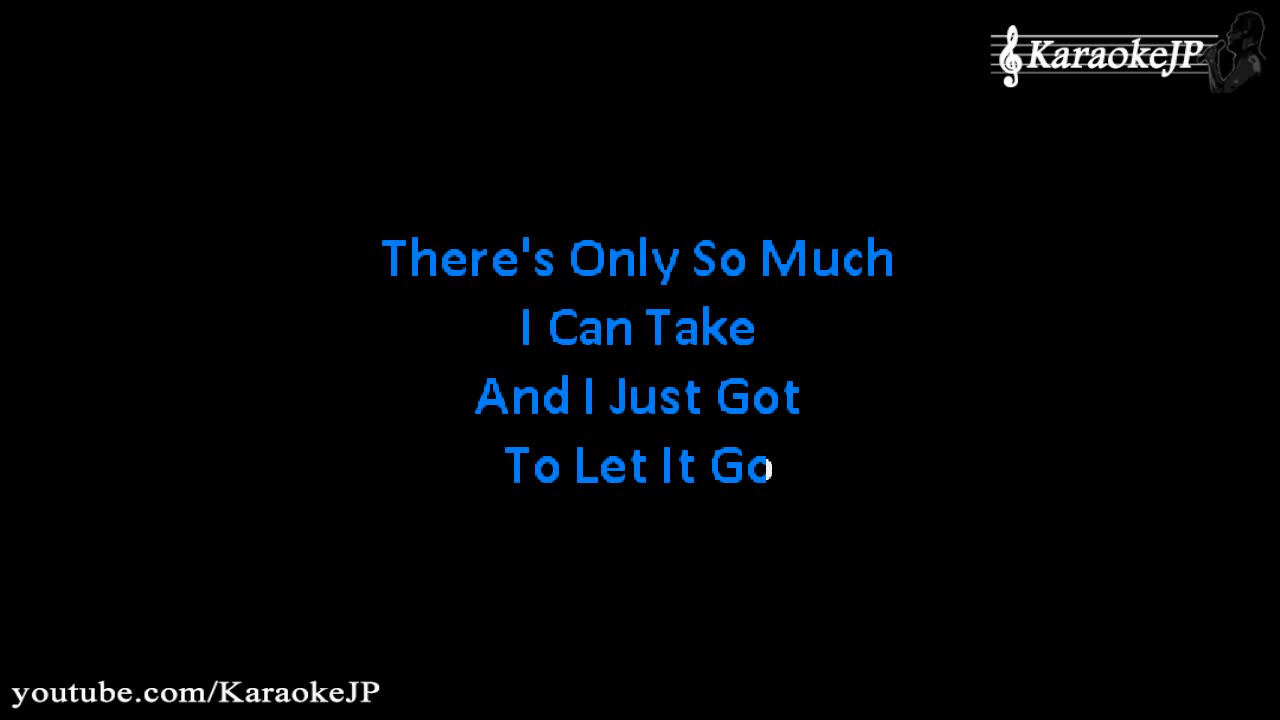 KaraokeJP
There's Only So Much
I Can Take
And I Just Got
To Let It Go
youtube.com/KaraokeJP